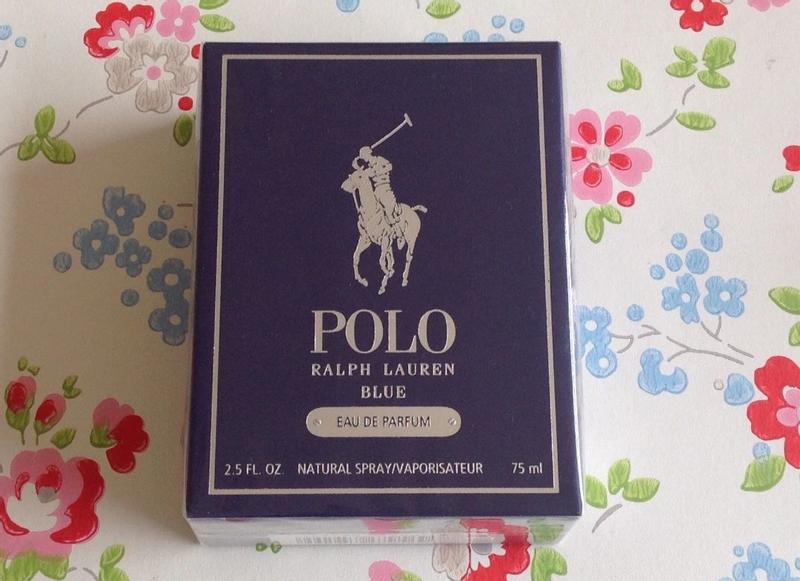 POLO
RALPH LAUREN
BLUE
EAU DE PARFUM
2.5 FL. OZ. NATURAL SPRAY/VAPORISATEUR 75 ml